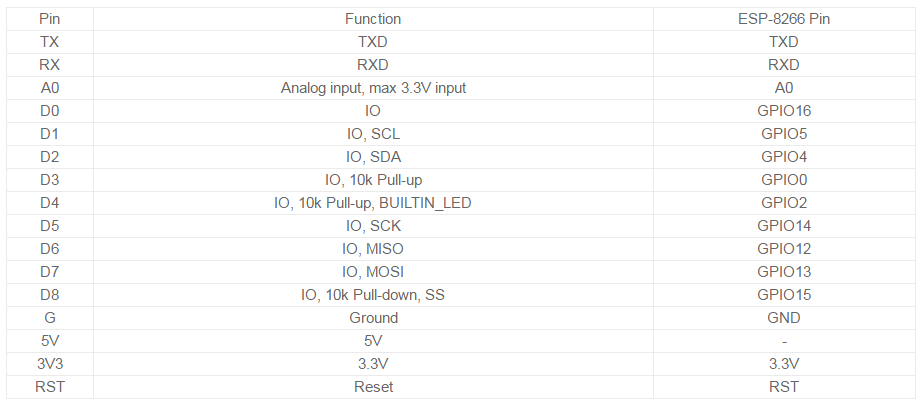 Pin Function ESP-8266 Pin
TX TXD TXD
RX RXD RXD
A0 Analog input, max 3.3V input A0
D0 IO GPIO16
D1 IO, SCL GPIO5
D2 IO, SDA GPIO4
D3 IO, 10k Pull-up GPIO0
D4 IO, 10k Pull-up, BUILTIN_LED GPIO2
D5 IO, SCK GPIO14
D6 IO, MISO GPIO12
D7 IO, MOSI GPIO13
D8 IO, 10k Pull-down, SS GPIO15
G Ground GND
5V 5V -
3V3 3.3V 3.3V
RST Reset RST